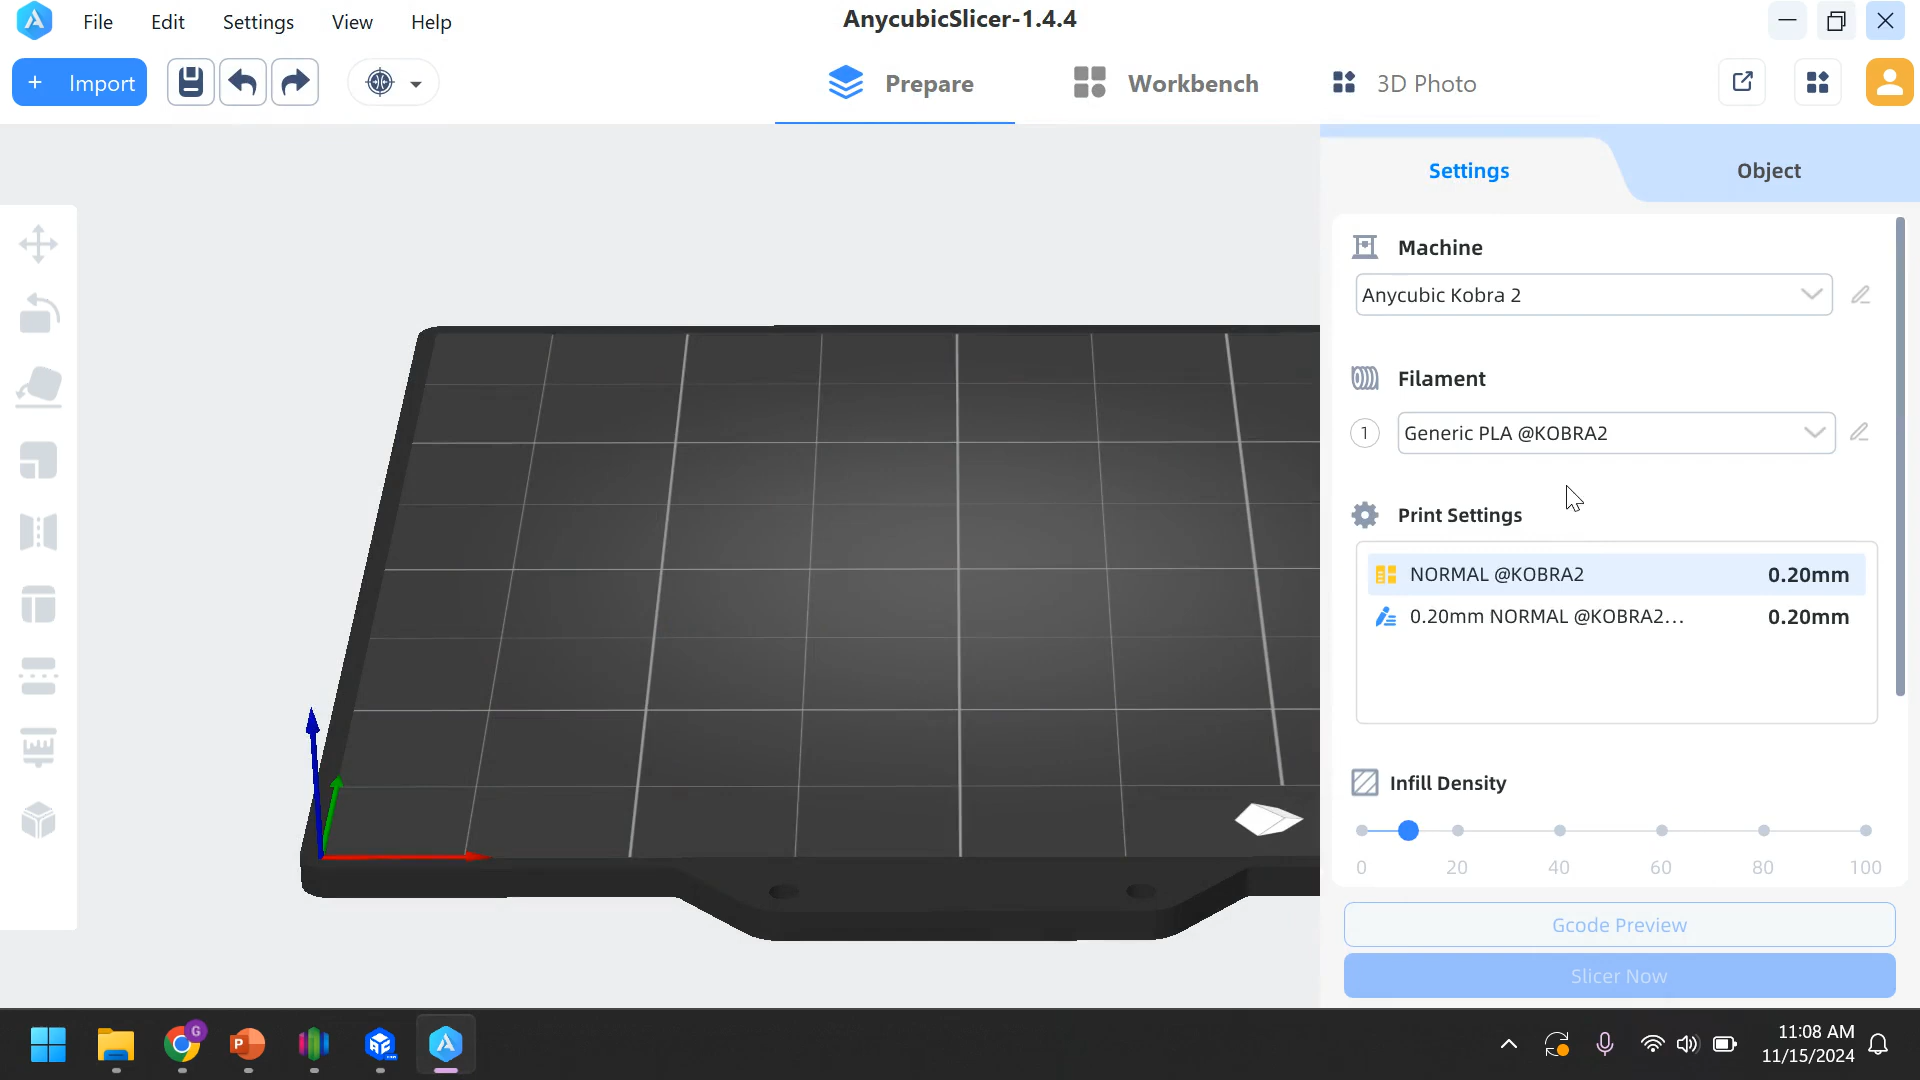 File Edit Settings View Help AnycubicSlicer-1.4.4
+ Import Prepare Workbench 3D Photo
Settings Object
Machine
Anycubic Kobra 2
Filament
1 Generic PLA @KOBRA2
Print Settings
NORMAL @KOBRA2 0.20mm
0.20mm NORMAL @KOBRA2... 0.20mm
Infill Density
0 20 40 60 80 100
Gcode Preview
Slicer Now
G
P
11:08 AM
11/15/2024